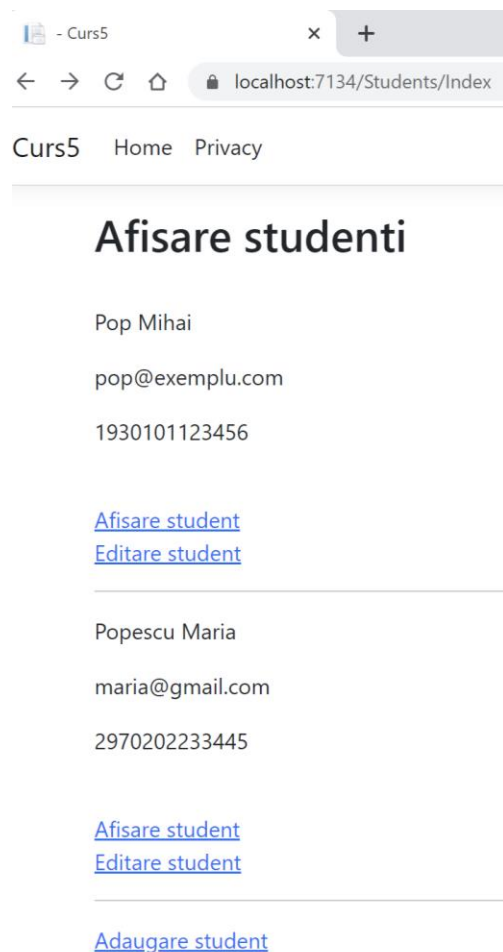 - Curs5
localhost:7134/Students/Index
Curs5 Home Privacy
Afisare studenti
Pop Mihai
pop@exemplu.com
1930101123456
Afisare student
Editare student
Popescu Maria
maria@gmail.com
2970202233445
Afisare student
Editare student
Adaugare student